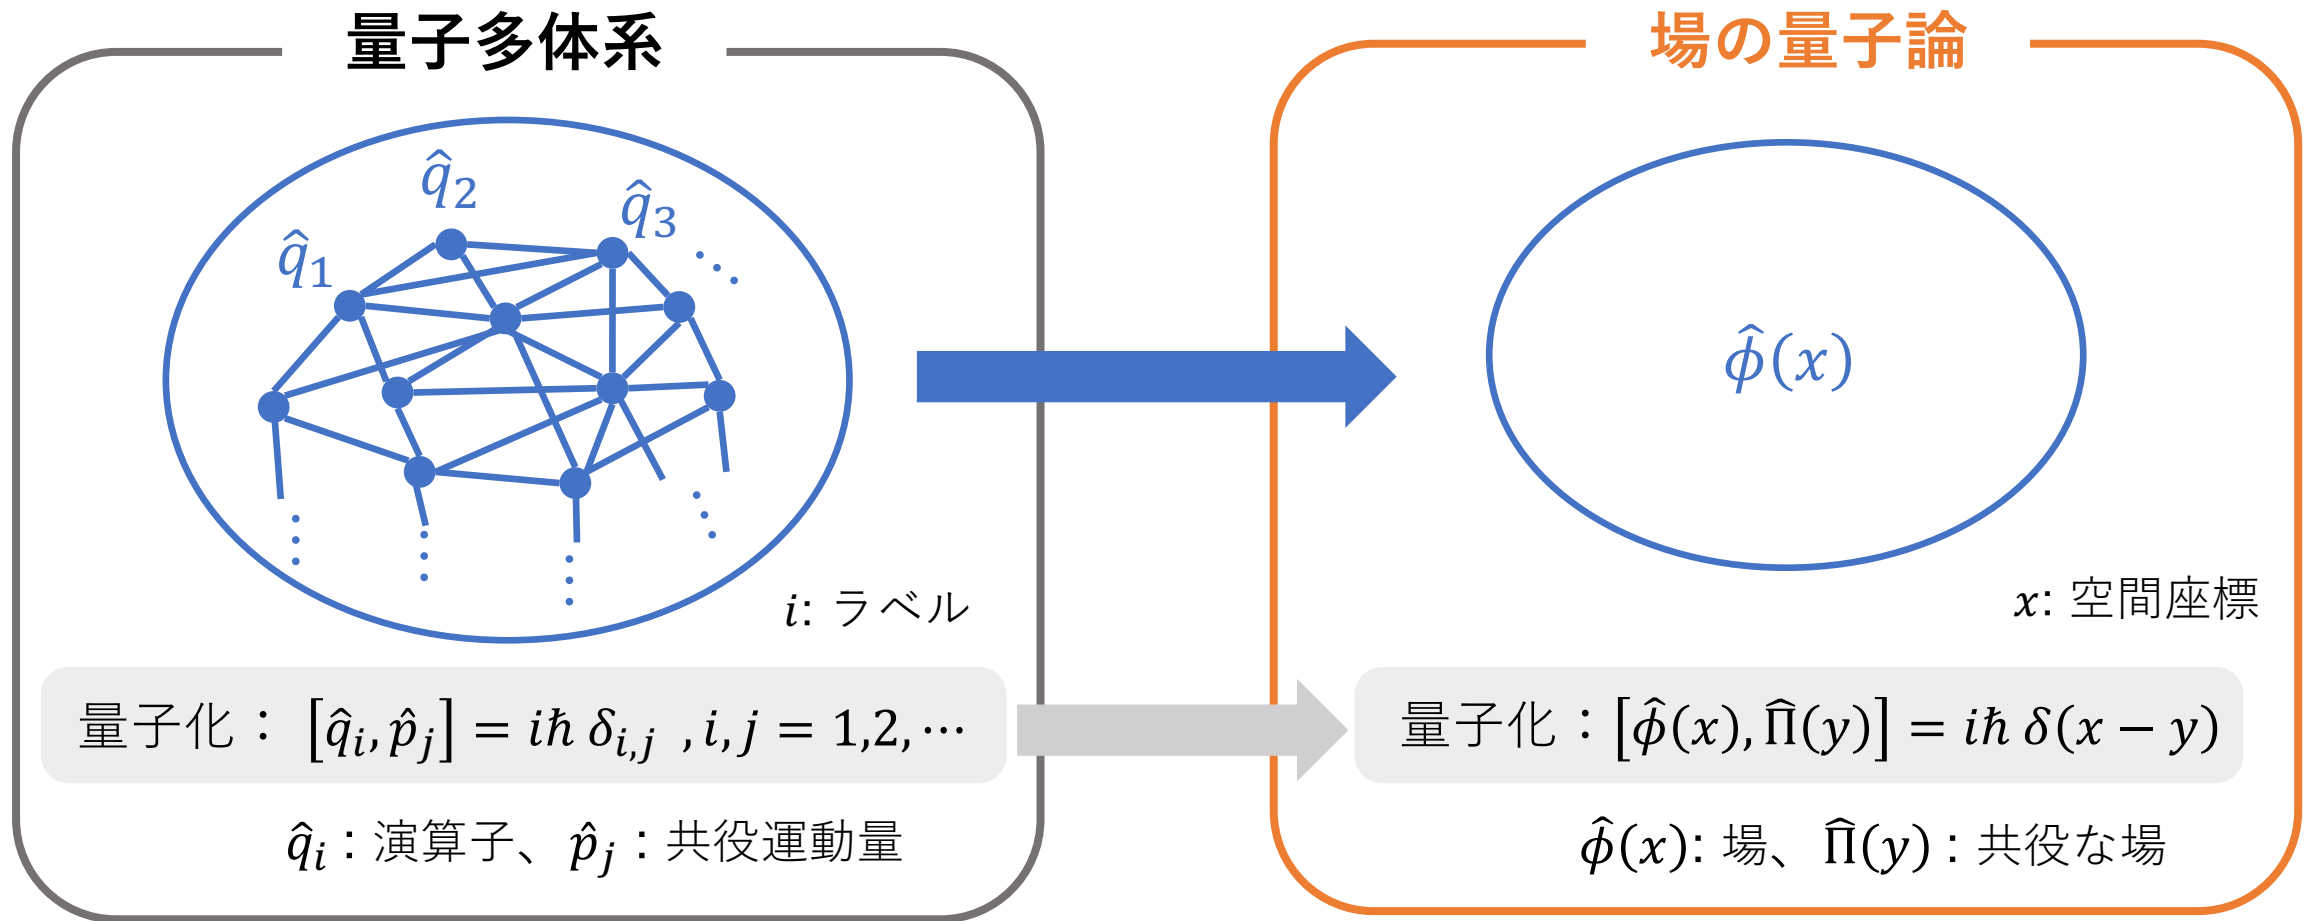 量子多体系
q̂₁
q̂₂
q̂₃
i: ラベル
量子化： [q̂ᵢ, p̂ⱼ] = iℏ δᵢ,ⱼ , i, j = 1,2, ⋯
q̂ᵢ：演算子、p̂ⱼ：共役運動量
場の量子論
ϕ̂(x)
x: 空間座標
量子化：[ϕ̂(x), Π̂(y)] = iℏ δ(x − y)
ϕ̂(x): 場、Π̂(y)：共役な場